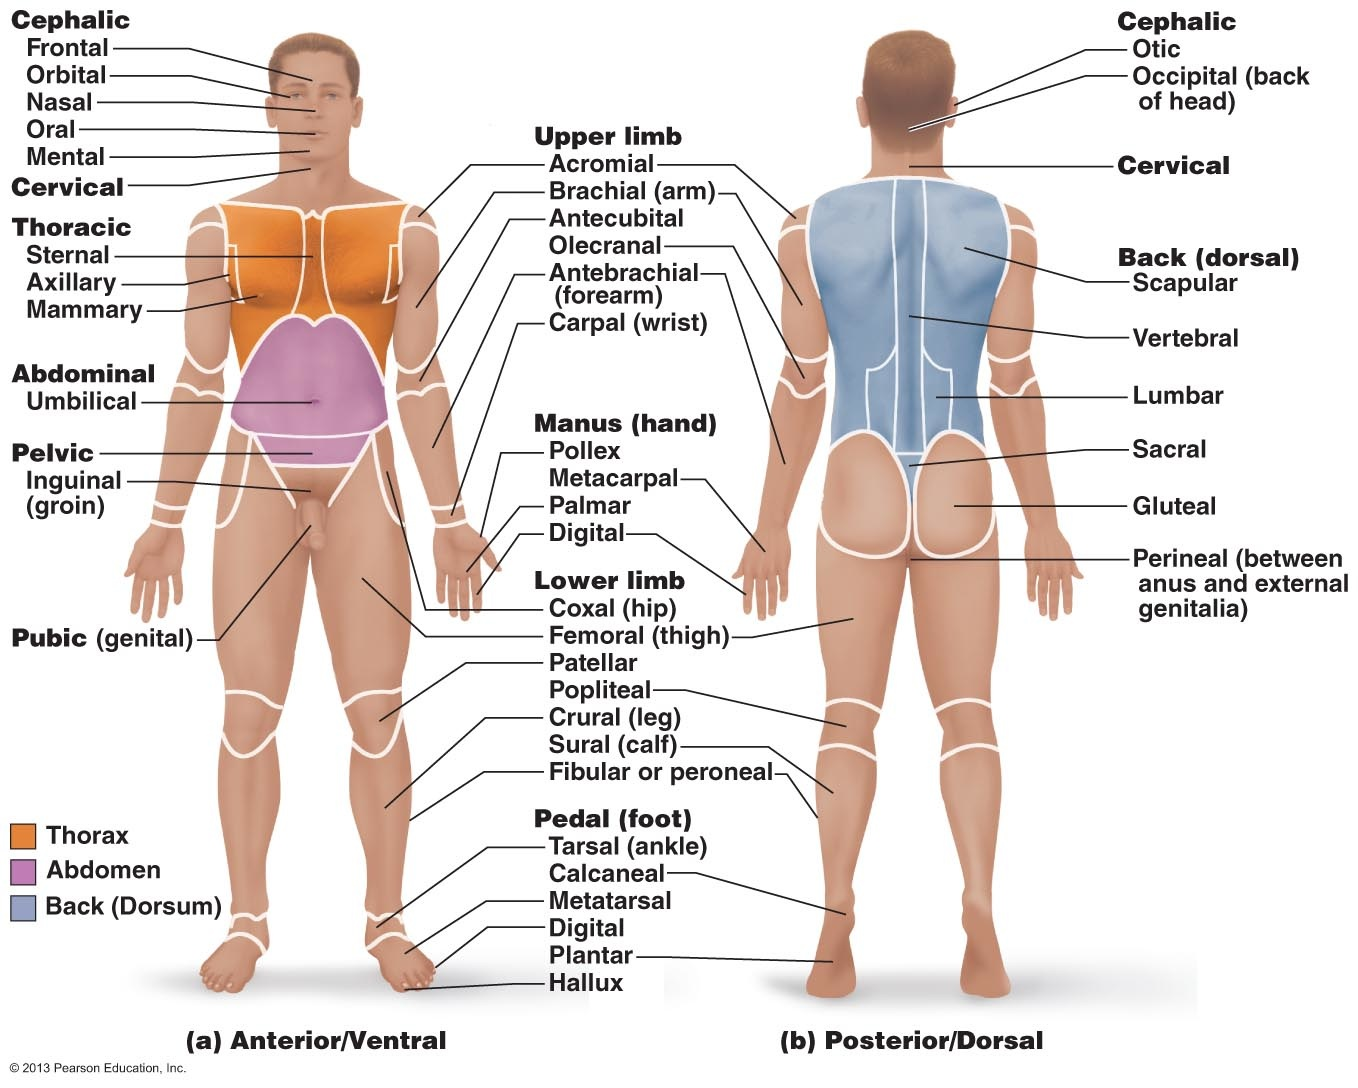 Cephalic
Frontal
Orbital
Nasal
Oral
Mental
Cervical
Thoracic
Sternal
Axillary
Mammary
Abdominal
Umbilical
Pelvic
Inguinal
(groin)
Pubic (genital)
Thorax
Abdomen
Back (Dorsum)
Upper limb
Acromial
Brachial (arm)
Antecubital
Olecranal
Antebrachial
(forearm)
Carpal (wrist)
Manus (hand)
Pollex
Metacarpal
Palmar
Digital
Lower limb
Coxal (hip)
Femoral (thigh)
Patellar
Popliteal
Crural (leg)
Sural (calf)
Fibular or peroneal
Pedal (foot)
Tarsal (ankle)
Calcaneal
Metatarsal
Digital
Plantar
Hallux
Cephalic
Otic
Occipital (back
of head)
Cervical
Back (dorsal)
Scapular
Vertebral
Lumbar
Sacral
Gluteal
Perineal (between
anus and external
genitalia)
(a) Anterior/Ventral
(b) Posterior/Dorsal
© 2013 Pearson Education, Inc.